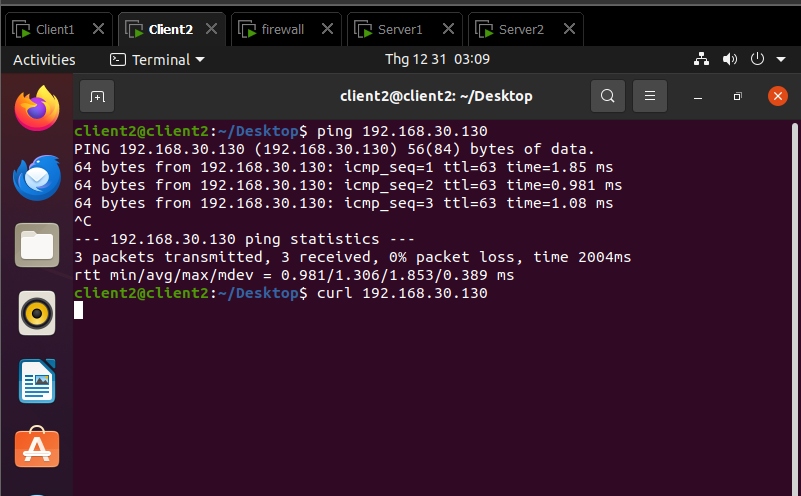 Client1
Client2
firewall
Server1
Server2
Activities
Terminal
Thg 12 31 03:09
client2@client2: ~/Desktop
client2@client2:~/Desktop$ ping 192.168.30.130
PING 192.168.30.130 (192.168.30.130) 56(84) bytes of data.
64 bytes from 192.168.30.130: icmp_seq=1 ttl=63 time=1.85 ms
64 bytes from 192.168.30.130: icmp_seq=2 ttl=63 time=0.981 ms
64 bytes from 192.168.30.130: icmp_seq=3 ttl=63 time=1.08 ms
^C
--- 192.168.30.130 ping statistics ---
3 packets transmitted, 3 received, 0% packet loss, time 2004ms
rtt min/avg/max/mdev = 0.981/1.306/1.853/0.389 ms
client2@client2:~/Desktop$ curl 192.168.30.130